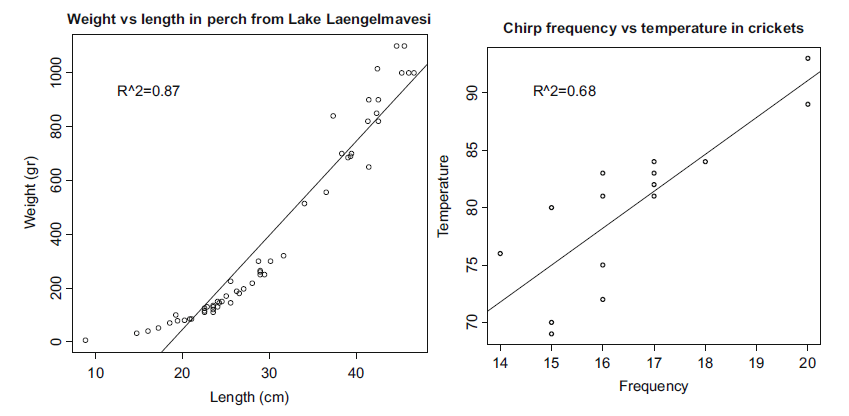 Weight vs length in perch from Lake Laengelmavesi
R^2=0.87
Weight (gr)
0 200 400 600 800 1000
10 20 30 40
Length (cm)
Chirp frequency vs temperature in crickets
R^2=0.68
Temperature
70 75 80 85 90
14 15 16 17 18 19 20
Frequency